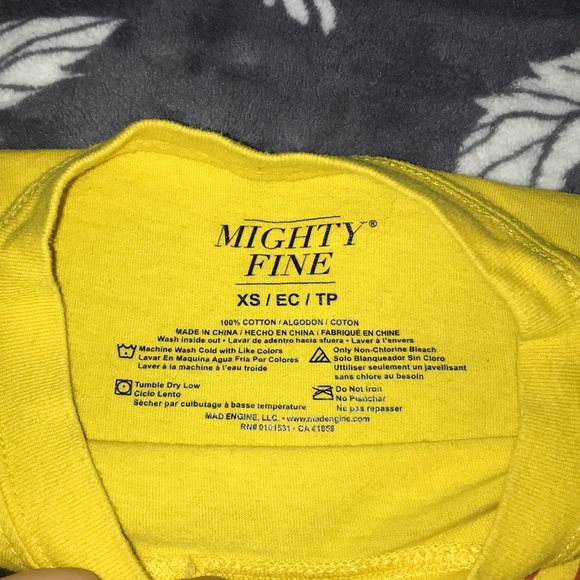 MIGHTY®
FINE
XS / EC / TP
100% COTTON / ALGODÓN / COTON
MADE IN CHINA / HECHO EN CHINA / FABRIQUÉ EN CHINE
Wash inside out • Lavar de adentro hacia afuera • Laver à l'envers
Machine Wash Cold with Like Colors
Lavar En Maquina Agua Fria Por Colores
Laver à la machine à l'eau froide
Only Non-Chlorine Bleach
Solo Blanqueador Sin Cloro
Utiliser seulement un javellisant
sans chlore au besoin
Tumble Dry Low
Ciclo Lento
Sécher par culbutage à basse température
Do Not Iron
No Planchar
Ne pas repasser
MAD ENGINE, LLC. • www.madengine.com
RN# 0101531 - CA 41859